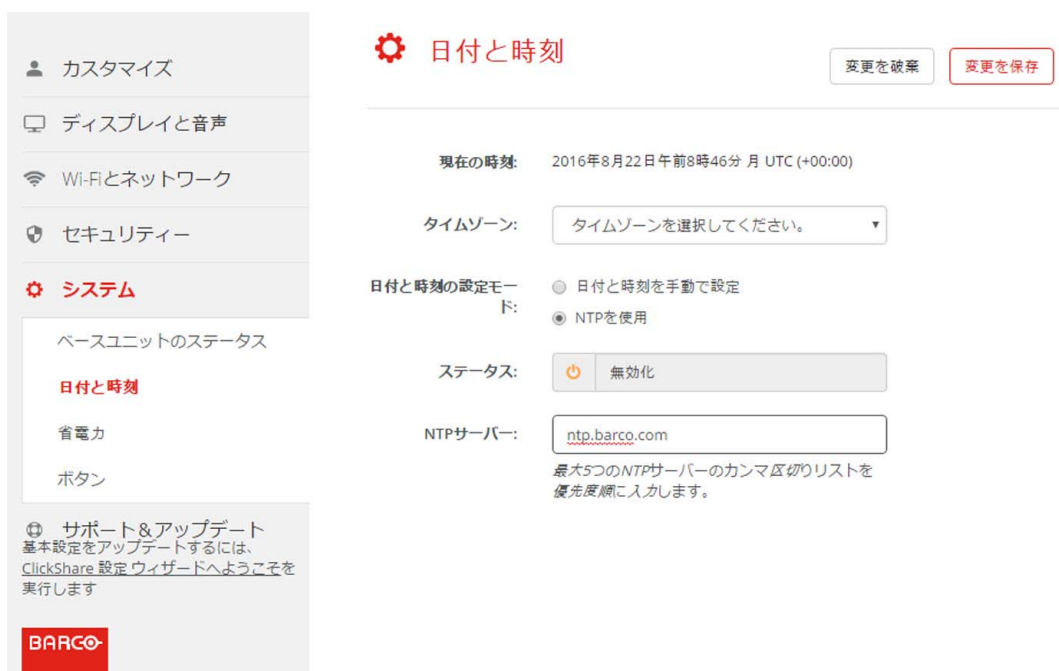 カスタマイズ
ディスプレイと音声
Wi-Fiとネットワーク
セキュリティー
システム
ベースユニットのステータス
日付と時刻
省電力
ボタン
サポート&アップデート
基本設定をアップデートするには、
ClickShare 設定 ウィザードへようこそを
実行します
BARCO
日付と時刻
変更を破棄
変更を保存
現在の時刻: 2016年8月22日午前8時46分 月 UTC (+00:00)
タイムゾーン: タイムゾーンを選択してください。
日付と時刻の設定モー
ド:
日付と時刻を手動で設定
NTPを使用
ステータス: 無効化
NTPサーバー: ntp.barco.com
最大5つのNTPサーバーのカンマ区切りリストを
優先度順に入力します。